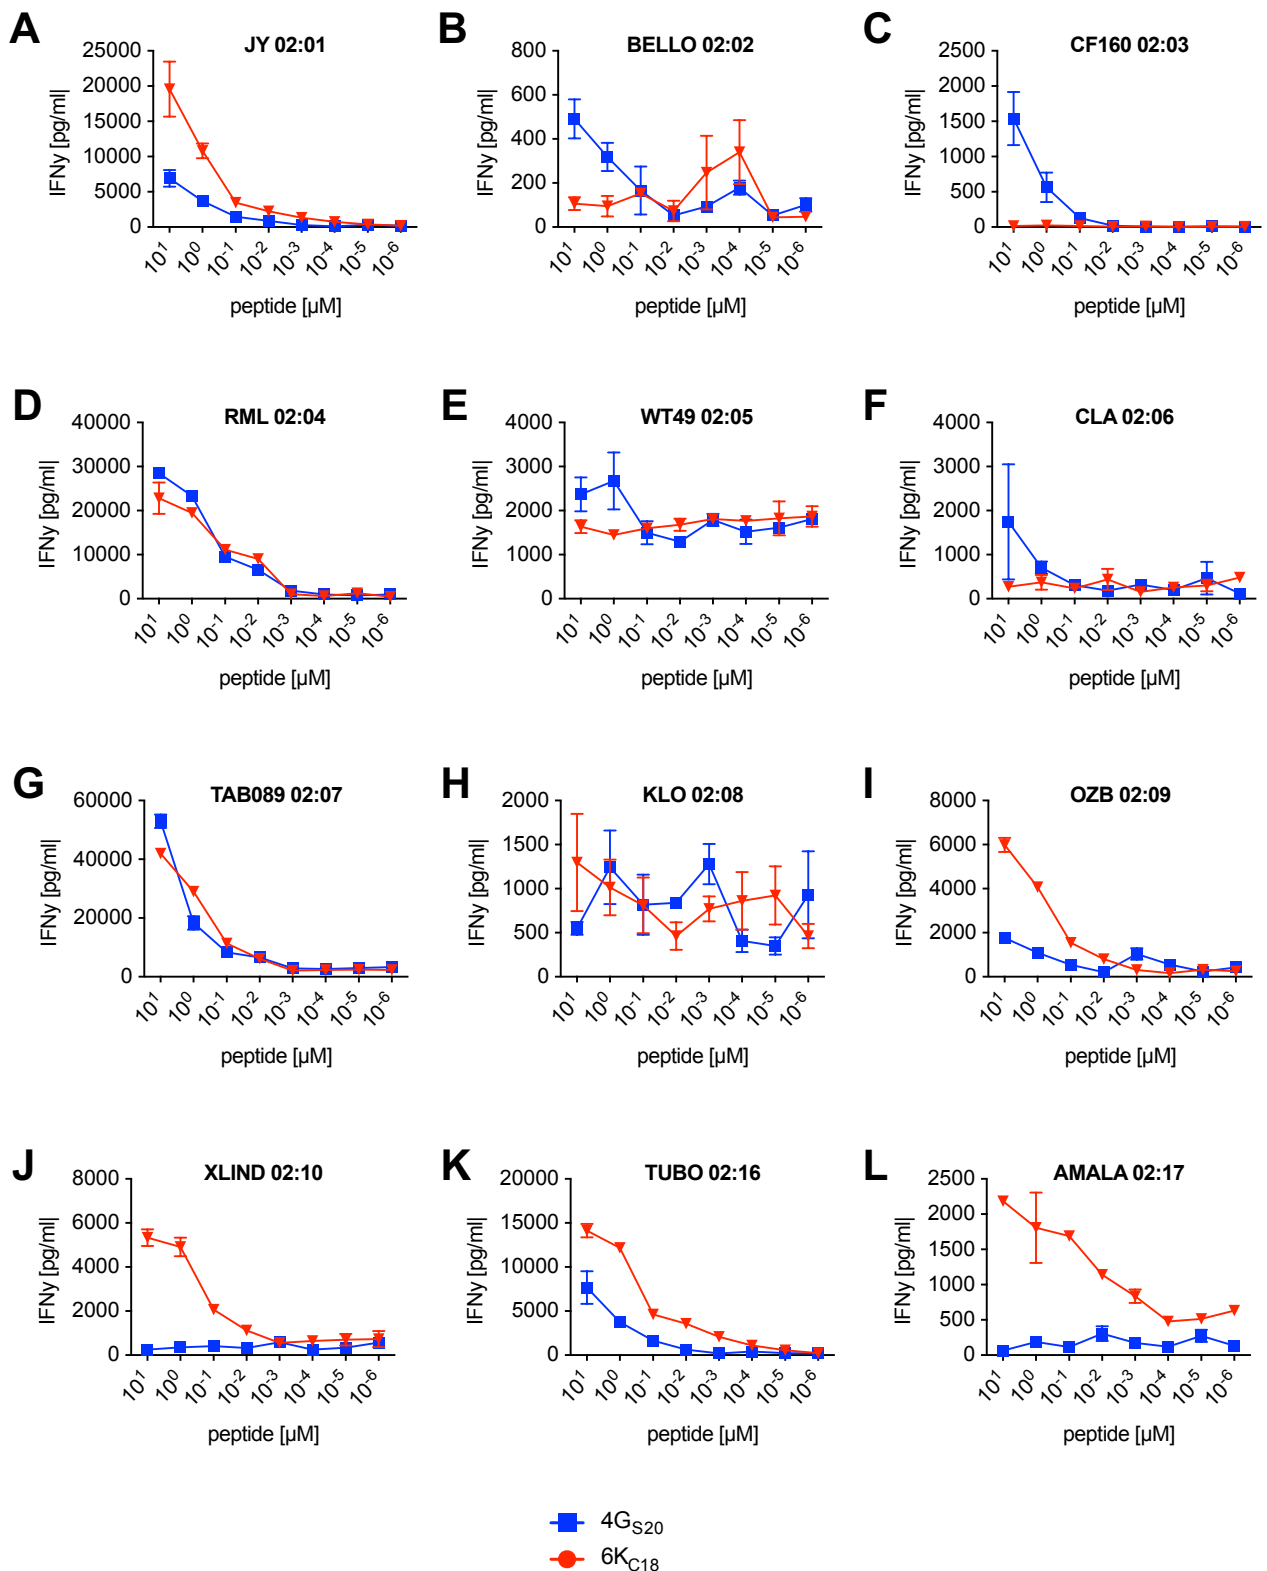 A
JY 02:01
IFNy [pg/ml|
25000
20000
15000
10000
5000
0
10¹ 10⁰ 10⁻¹ 10⁻² 10⁻³ 10⁻⁴ 10⁻⁵ 10⁻⁶
peptide [µM]
B
BELLO 02:02
IFNy [pg/ml|
800
600
400
200
0
10¹ 10⁰ 10⁻¹ 10⁻² 10⁻³ 10⁻⁴ 10⁻⁵ 10⁻⁶
peptide [µM]
C
CF160 02:03
IFNy [pg/ml|
2500
2000
1500
1000
500
0
10¹ 10⁰ 10⁻¹ 10⁻² 10⁻³ 10⁻⁴ 10⁻⁵ 10⁻⁶
peptide [µM]
D
RML 02:04
IFNy [pg/ml|
40000
30000
20000
10000
0
10¹ 10⁰ 10⁻¹ 10⁻² 10⁻³ 10⁻⁴ 10⁻⁵ 10⁻⁶
peptide [µM]
E
WT49 02:05
IFNy [pg/ml|
4000
3000
2000
1000
0
10¹ 10⁰ 10⁻¹ 10⁻² 10⁻³ 10⁻⁴ 10⁻⁵ 10⁻⁶
peptide [µM]
F
CLA 02:06
IFNy [pg/ml|
4000
3000
2000
1000
0
10¹ 10⁰ 10⁻¹ 10⁻² 10⁻³ 10⁻⁴ 10⁻⁵ 10⁻⁶
peptide [µM]
G
TAB089 02:07
IFNy [pg/ml|
60000
40000
20000
0
10¹ 10⁰ 10⁻¹ 10⁻² 10⁻³ 10⁻⁴ 10⁻⁵ 10⁻⁶
peptide [µM]
H
KLO 02:08
IFNy [pg/ml|
2000
1500
1000
500
0
10¹ 10⁰ 10⁻¹ 10⁻² 10⁻³ 10⁻⁴ 10⁻⁵ 10⁻⁶
peptide [µM]
I
OZB 02:09
IFNy [pg/ml|
8000
6000
4000
2000
0
10¹ 10⁰ 10⁻¹ 10⁻² 10⁻³ 10⁻⁴ 10⁻⁵ 10⁻⁶
peptide [µM]
J
XLIND 02:10
IFNy [pg/ml|
8000
6000
4000
2000
0
10¹ 10⁰ 10⁻¹ 10⁻² 10⁻³ 10⁻⁴ 10⁻⁵ 10⁻⁶
peptide [µM]
K
TUBO 02:16
IFNy [pg/ml|
20000
15000
10000
5000
0
10¹ 10⁰ 10⁻¹ 10⁻² 10⁻³ 10⁻⁴ 10⁻⁵ 10⁻⁶
peptide [µM]
L
AMALA 02:17
IFNy [pg/ml|
2500
2000
1500
1000
500
0
10¹ 10⁰ 10⁻¹ 10⁻² 10⁻³ 10⁻⁴ 10⁻⁵ 10⁻⁶
peptide [µM]
4G S20
6K C18